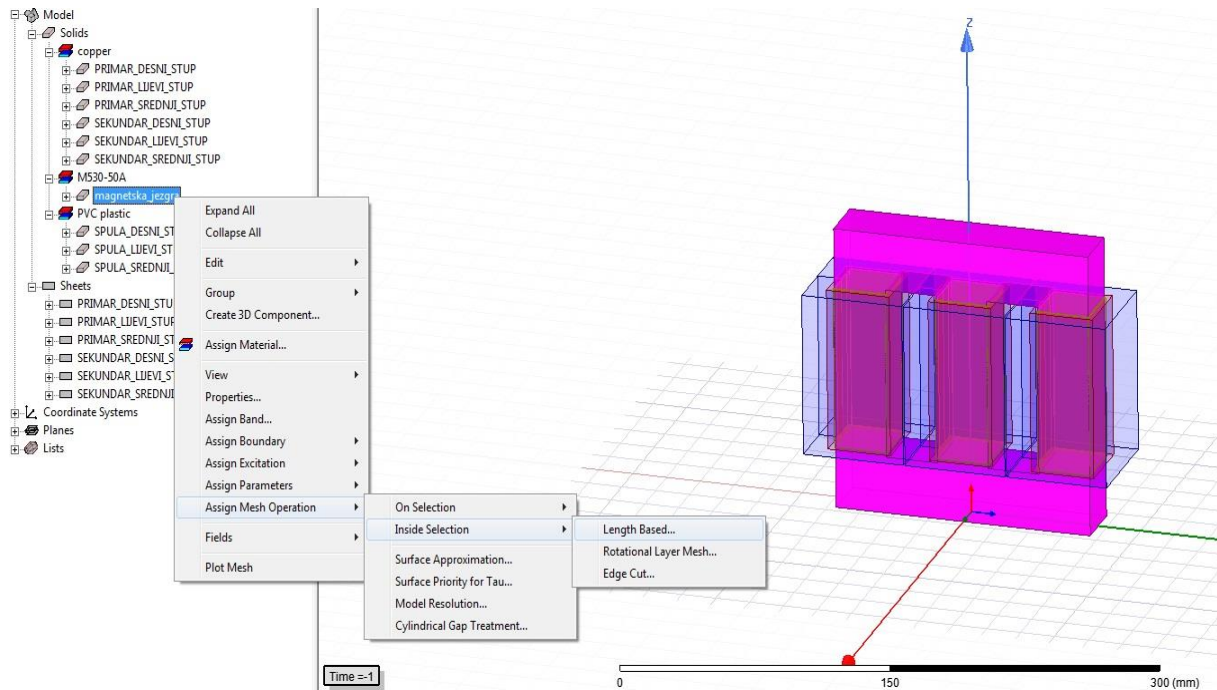 Model
Solids
copper
PRIMAR_DESNI_STUP
PRIMAR_LIJEVI_STUP
PRIMAR_SREDNJI_STUP
SEKUNDAR_DESNI_STUP
SEKUNDAR_LIJEVI_STUP
SEKUNDAR_SREDNJI_STUP
M530-50A
magnetska_jezgra
PVC plastic
SPULA_DESNI_ST
SPULA_LIJEVI_ST
SPULA_SREDNJI_
Sheets
PRIMAR_DESNI_STU
PRIMAR_LIJEVI_STUP
PRIMAR_SREDNJI_ST
SEKUNDAR_DESNI_S
SEKUNDAR_LIJEVI_ST
SEKUNDAR_SREDNJI
Coordinate Systems
Planes
Lists
Expand All
Collapse All
Edit
Group
Create 3D Component...
Assign Material...
View
Properties...
Assign Band...
Assign Boundary
Assign Excitation
Assign Parameters
Assign Mesh Operation
Fields
Plot Mesh
On Selection
Inside Selection
Surface Approximation...
Surface Priority for Tau...
Model Resolution...
Cylindrical Gap Treatment...
Length Based...
Rotational Layer Mesh...
Edge Cut...
Z
Time =-1
0 150 300 (mm)